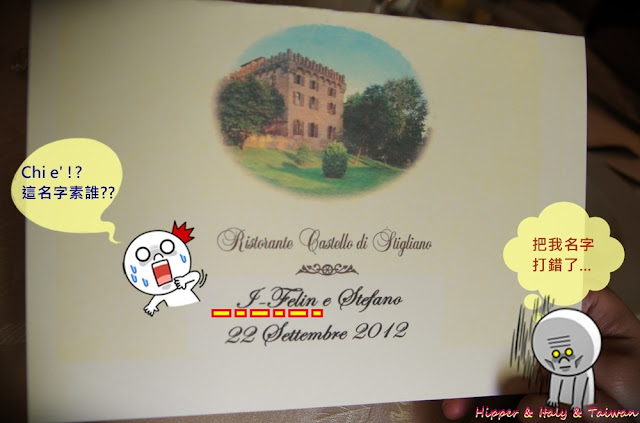 Chi e' !?
這名字素誰??
Ristorante Castello di Stigliano
I-Felin e Stefano
22 Settembre 2012
把我名字
打錯了...
Hipper & Italy & Taiwan